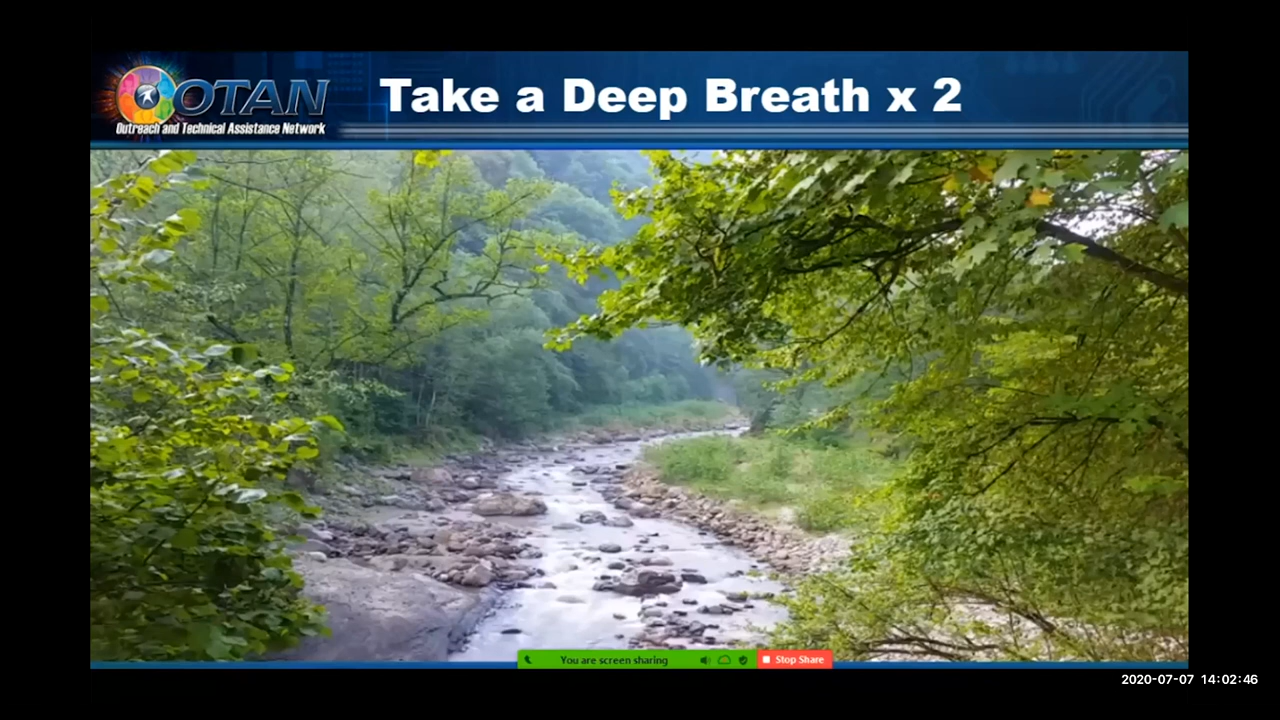 OTAN
Outreach and Technical Assistance Network
Take a Deep Breath x 2
You are screen sharing
Stop Share
2020-07-07 14:02:46